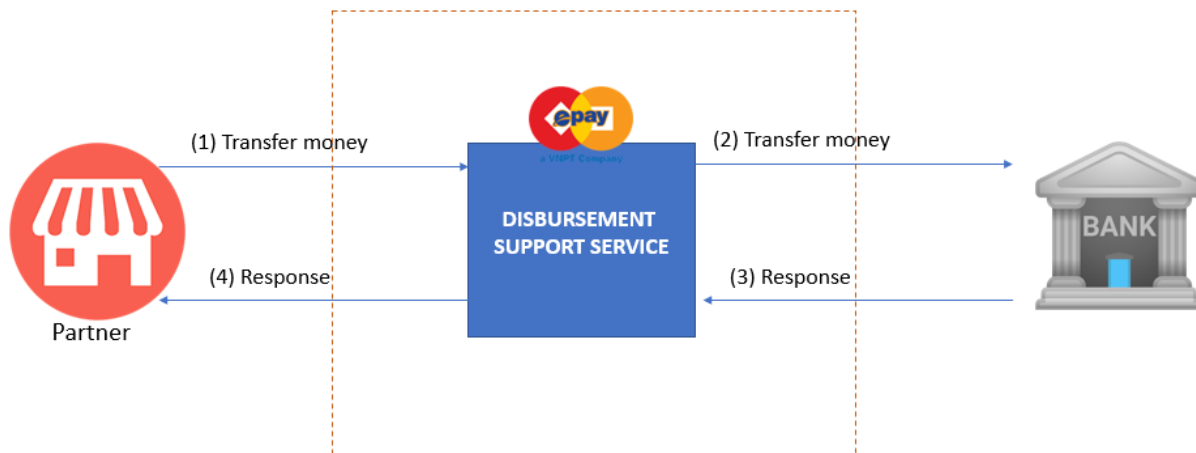 epay
a VNPT Company
(1) Transfer money
(2) Transfer money
DISBURSEMENT
SUPPORT SERVICE
BANK
(4) Response
(3) Response
Partner